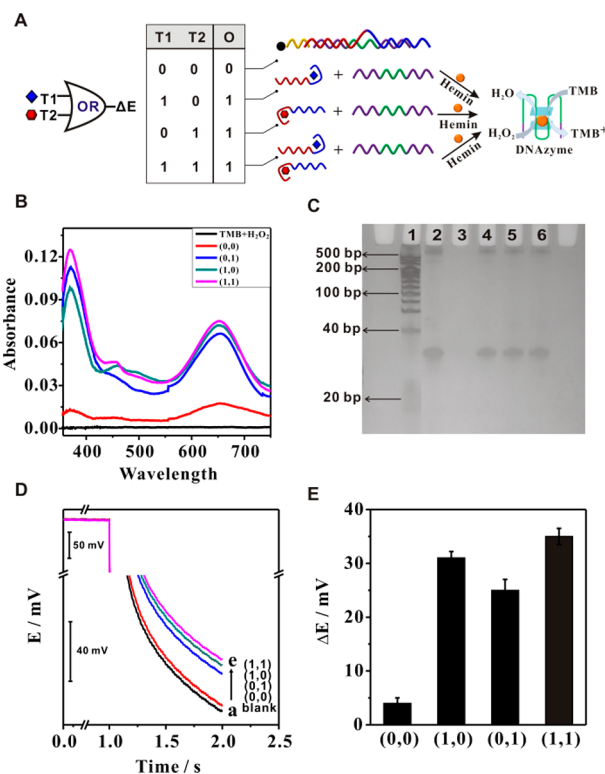 A
T1 T2 O
0 0 0
1 0 1
0 1 1
1 1 1
T1
T2
OR
ΔE
+
+
+
Hemin
Hemin
Hemin
H₂O
H₂O₂
TMB
TMB⁺
DNAzyme
B
Absorbance
0.12
0.09
0.06
0.03
0.00
400 500 600 700
Wavelength
TMB+H₂O₂
(0,0)
(0,1)
(1,0)
(1,1)
C
1 2 3 4 5 6
500 bp
200 bp
100 bp
40 bp
20 bp
D
E / mV
50 mV
40 mV
e
a
(1,1)
(1,0)
(0,1)
(0,0)
blank
0.0 1.0 1.5 2.0 2.5
Time / s
E
ΔE / mV
40
30
20
10
0
(0,0) (1,0) (0,1) (1,1)